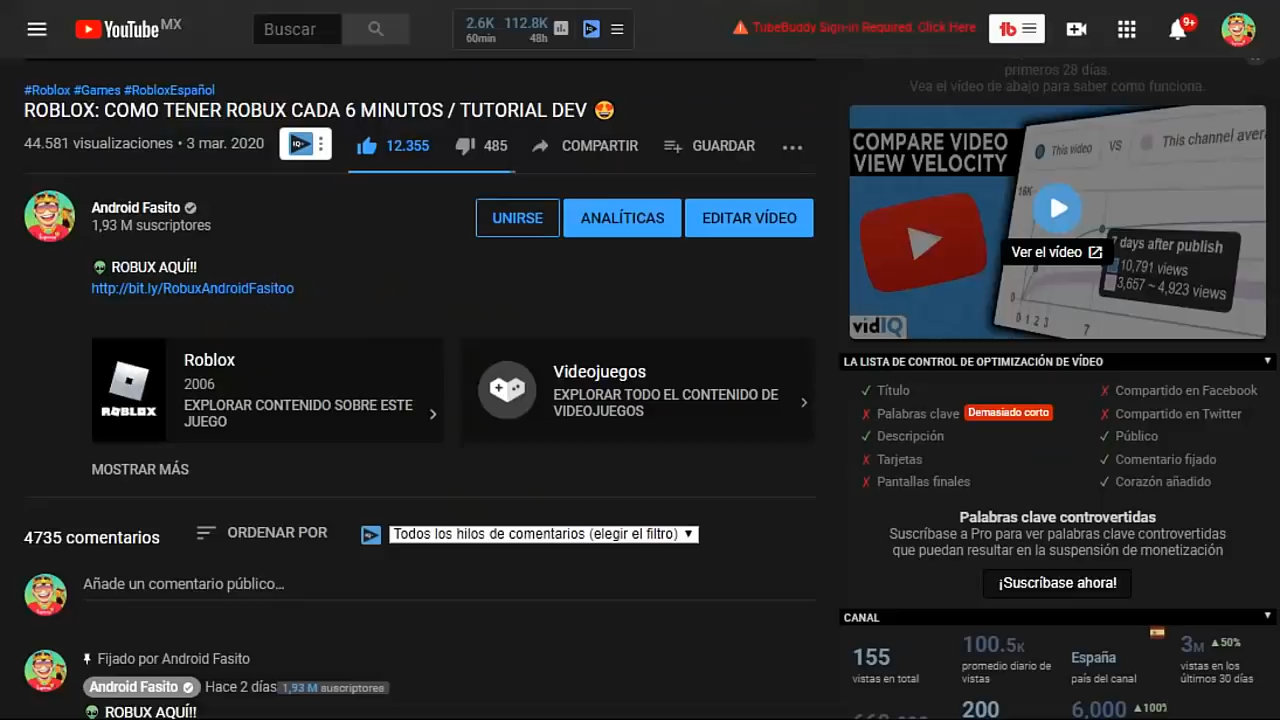 YouTube MX
Buscar
2.6K 112.8K
60min 48h
TubeBuddy Sign-in Required. Click Here
tb
9+
primeros 28 días.
Vea el vídeo de abajo para saber como funciona.
#Roblox #Games #RobloxEspañol
ROBLOX: COMO TENER ROBUX CADA 6 MINUTOS / TUTORIAL DEV 🤩
44.581 visualizaciones • 3 mar. 2020
12.355 485 COMPARTIR GUARDAR
Android Fasito
1,93 M suscriptores
UNIRSE ANALÍTICAS EDITAR VÍDEO
👽 ROBUX AQUÍ!!
http://bit.ly/RobuxAndroidFasitoo
ROBLOX
Roblox
2006
EXPLORAR CONTENIDO SOBRE ESTE
JUEGO
Videojuegos
EXPLORAR TODO EL CONTENIDO DE
VIDEOJUEGOS
MOSTRAR MÁS
4735 comentarios
ORDENAR POR
Todos los hilos de comentarios (elegir el filtro) ▼
Añade un comentario público...
Fijado por Android Fasito
Android Fasito Hace 2 días 1,93 M suscriptores
👽 ROBUX AQUÍ!!
COMPARE VIDEO
VIEW VELOCITY
This video VS This channel aver
Ver el vídeo
7 days after publish
10,791 views
3,657 ~ 4,923 views
0 1 2 3 7
vidIQ
LA LISTA DE CONTROL DE OPTIMIZACIÓN DE VÍDEO ▼
✓ Título ✗ Compartido en Facebook
✗ Palabras clave Demasiado corto ✗ Compartido en Twitter
✓ Descripción ✓ Público
✗ Tarjetas ✓ Comentario fijado
✗ Pantallas finales ✓ Corazón añadido
Palabras clave controvertidas
Suscríbase a Pro para ver palabras clave controvertidas
que puedan resultar en la suspensión de monetización
¡Suscríbase ahora!
CANAL ▼
155
vistas en total
100.5K
promedio diario de
vistas
España
país del canal
3M ▲50%
vistas en los
últimos 30 días
200
6,000 ▲100%